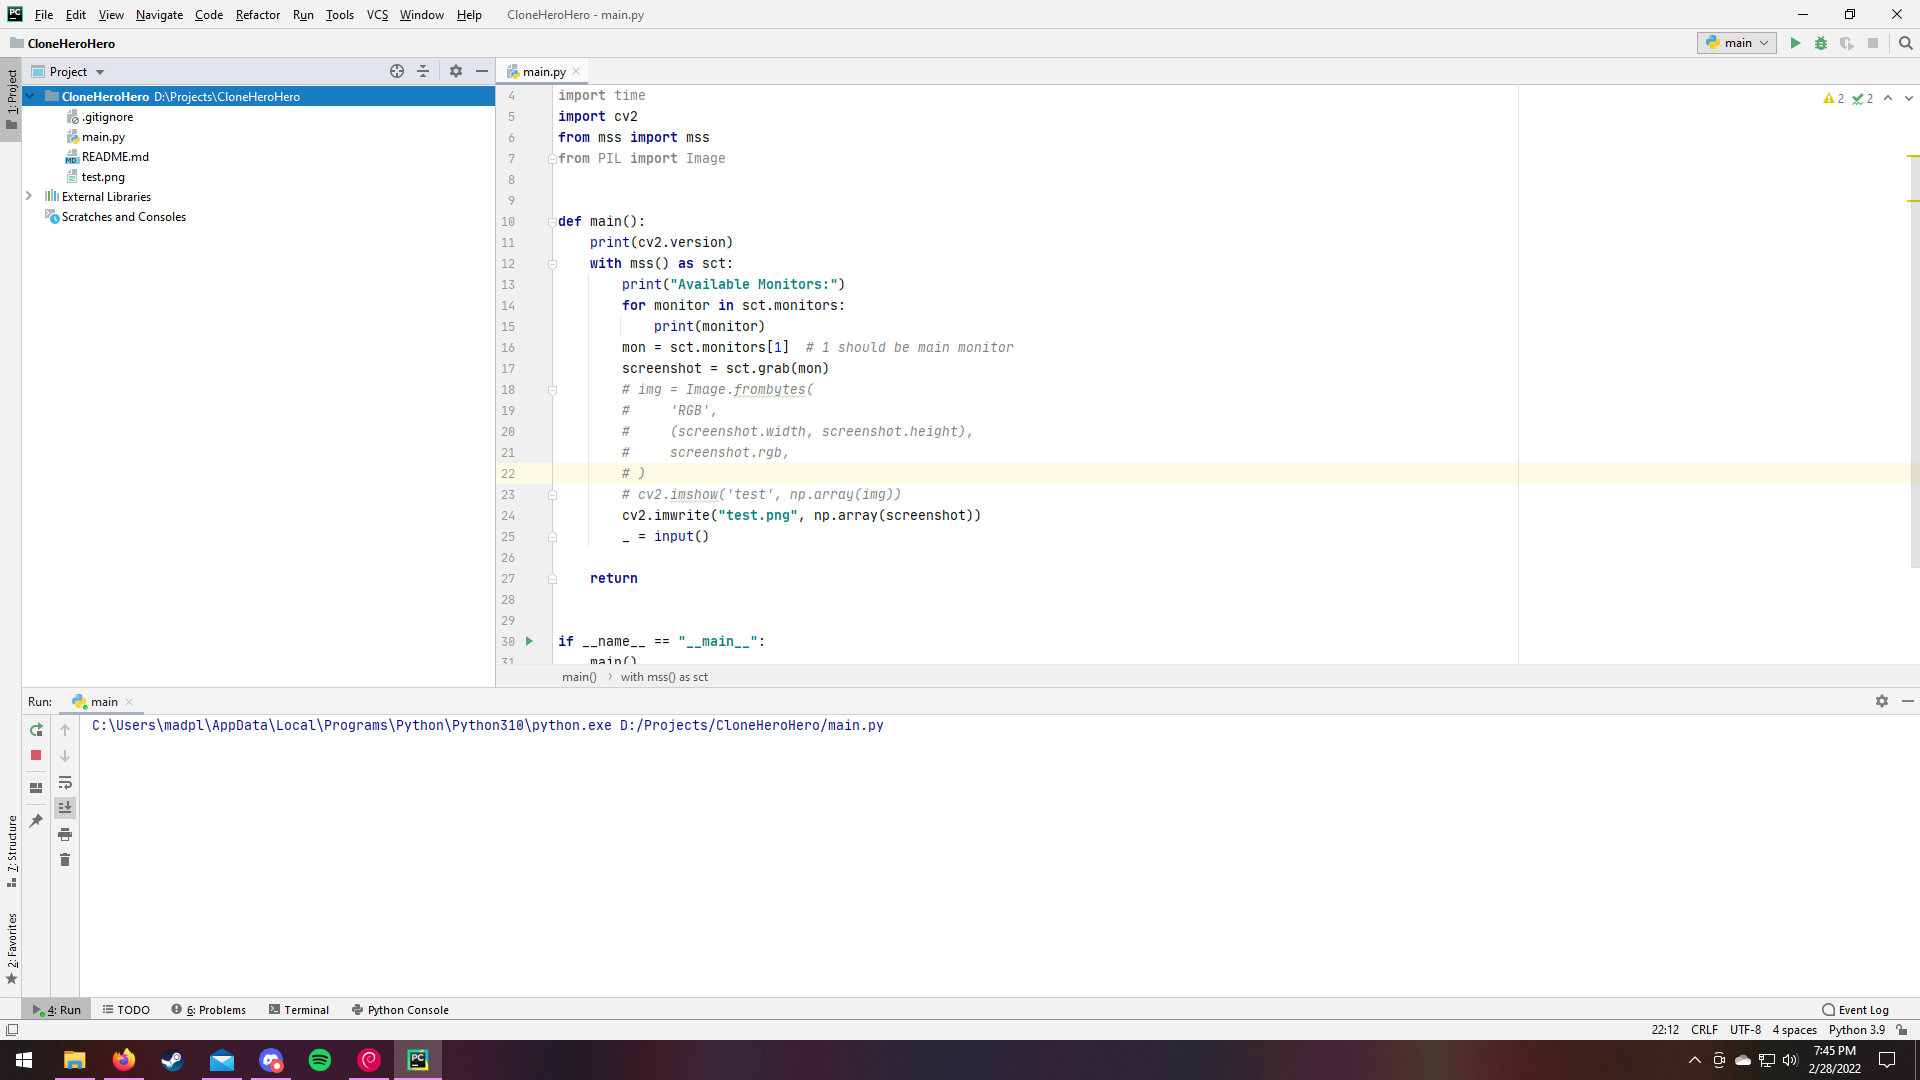 File Edit View Navigate Code Refactor Run Tools VCS Window Help CloneHeroHero - main.py
CloneHeroHero main
1: Project
Project main.py
CloneHeroHero D:\Projects\CloneHeroHero
.gitignore
main.py
README.md
test.png
External Libraries
Scratches and Consoles
2 2
4 import time
5 import cv2
6 from mss import mss
7 from PIL import Image
8
9
10 def main():
11 print(cv2.version)
12 with mss() as sct:
13 print("Available Monitors:")
14 for monitor in sct.monitors:
15 print(monitor)
16 mon = sct.monitors[1]  # 1 should be main monitor
17 screenshot = sct.grab(mon)
18 # img = Image.frombytes(
19 #     'RGB',
20 #     (screenshot.width, screenshot.height),
21 #     screenshot.rgb,
22 # )
23 # cv2.imshow('test', np.array(img))
24 cv2.imwrite("test.png", np.array(screenshot))
25 _ = input()
26
27 return
28
29
30 if __name__ == "__main__":
31 main()
main() with mss() as sct
Run: main
C:\Users\madpl\AppData\Local\Programs\Python\Python310\python.exe D:/Projects/CloneHeroHero/main.py
7: Structure
2: Favorites
4: Run TODO 6: Problems Terminal Python Console Event Log
22:12 CRLF UTF-8 4 spaces Python 3.9
7:45 PM
2/28/2022